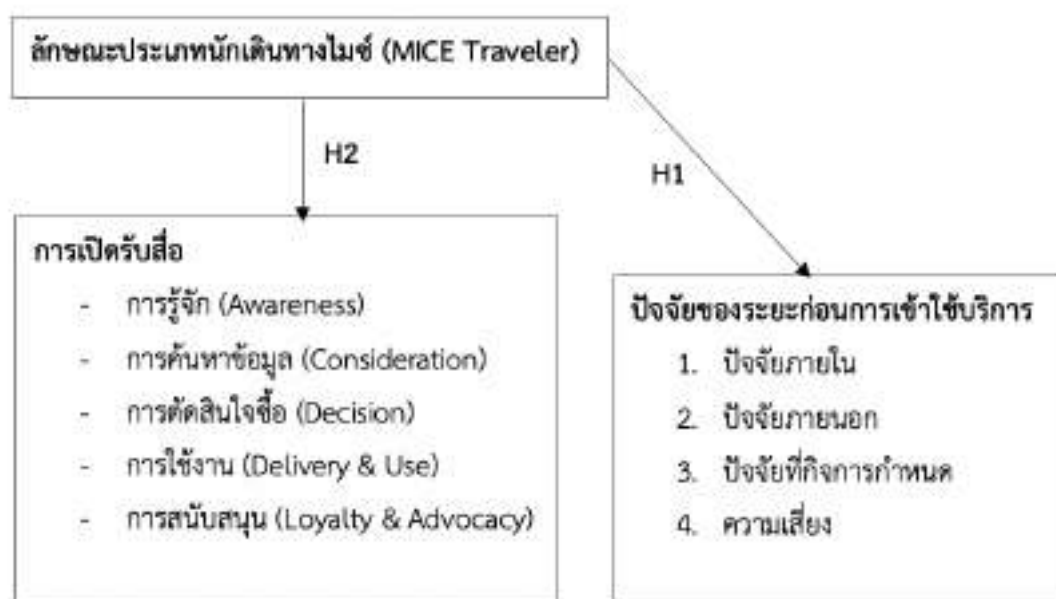 ลักษณะประเภทนักเดินทางไมซ์ (MICE Traveler)
H2
H1
การเปิดรับสื่อ
- การรู้จัก (Awareness)
- การค้นหาข้อมูล (Consideration)
- การตัดสินใจซื้อ (Decision)
- การใช้งาน (Delivery & Use)
- การสนับสนุน (Loyalty & Advocacy)
ปัจจัยของระยะก่อนการเข้าใช้บริการ
1. ปัจจัยภายใน
2. ปัจจัยภายนอก
3. ปัจจัยที่กิจการกำหนด
4. ความเสี่ยง